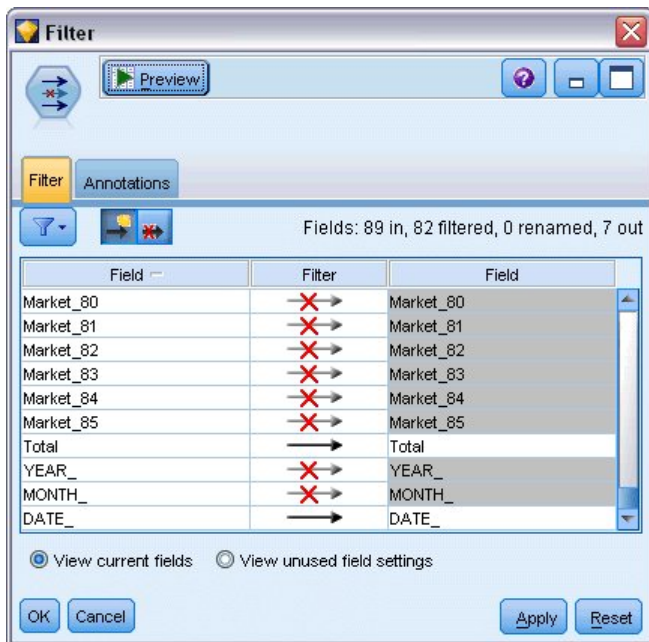 Filter
Preview
Filter Annotations
Fields: 89 in, 82 filtered, 0 renamed, 7 out
Field Filter Field
Market_80 Market_80
Market_81 Market_81
Market_82 Market_82
Market_83 Market_83
Market_84 Market_84
Market_85 Market_85
Total Total
YEAR_ YEAR_
MONTH_ MONTH_
DATE_ DATE_
View current fields View unused field settings
OK Cancel Apply Reset